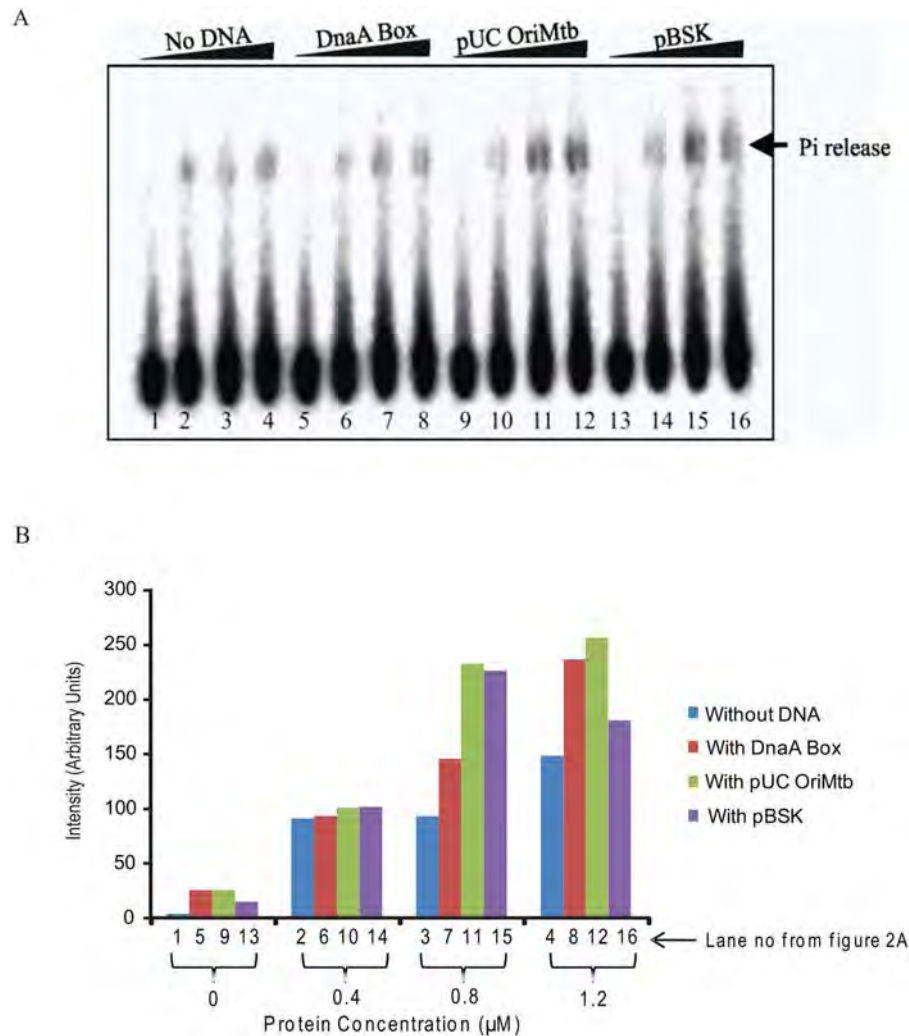 A
No DNA DnaA Box pUC OriMtb pBSK
Pi release
1 2 3 4 5 6 7 8 9 10 11 12 13 14 15 16
B
300
250
200
150
100
50
0
Intensity (Arbitrary Units)
Without DNA
With DnaA Box
With pUC OriMtb
With pBSK
1 5 9 13 2 6 10 14 3 7 11 15 4 8 12 16 Lane no from figure 2A
0 0.4 0.8 1.2
Protein Concentration (µM)